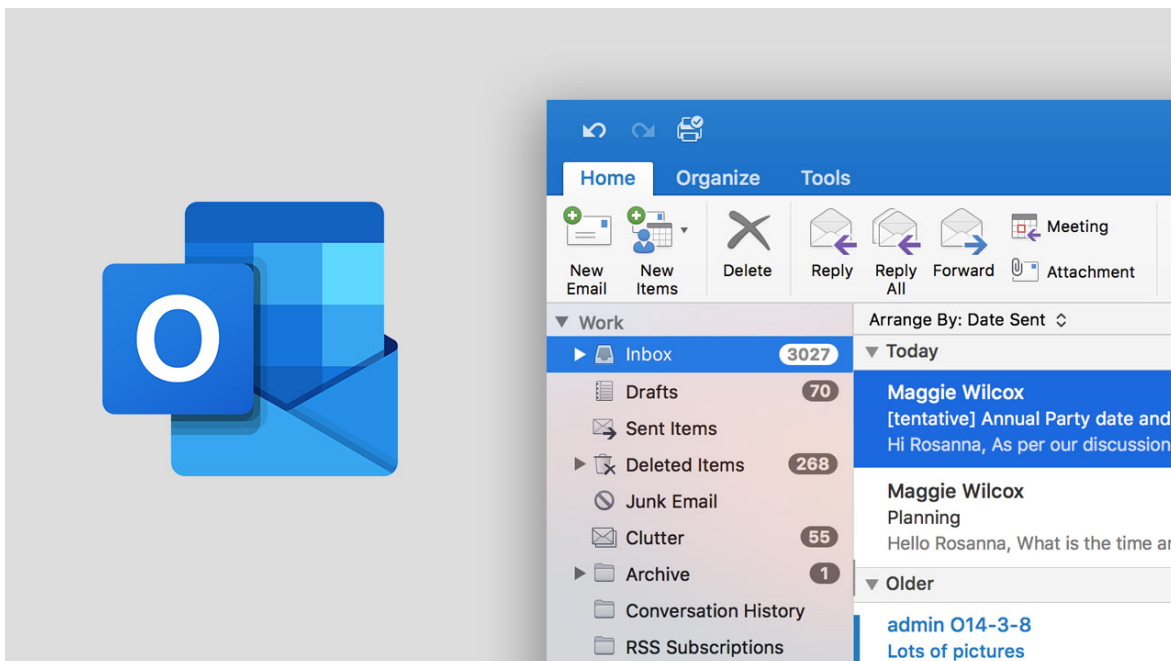 O
Home Organize Tools
New Email
New Items
Delete
Reply
Reply All
Forward
Meeting
Attachment
Work
Inbox 3027
Drafts 70
Sent Items
Deleted Items 268
Junk Email
Clutter 55
Archive 1
Conversation History
RSS Subscriptions
Arrange By: Date Sent
Today
Maggie Wilcox
[tentative] Annual Party date and
Hi Rosanna, As per our discussion
Maggie Wilcox
Planning
Hello Rosanna, What is the time
Older
admin O14-3-8
Lots of pictures